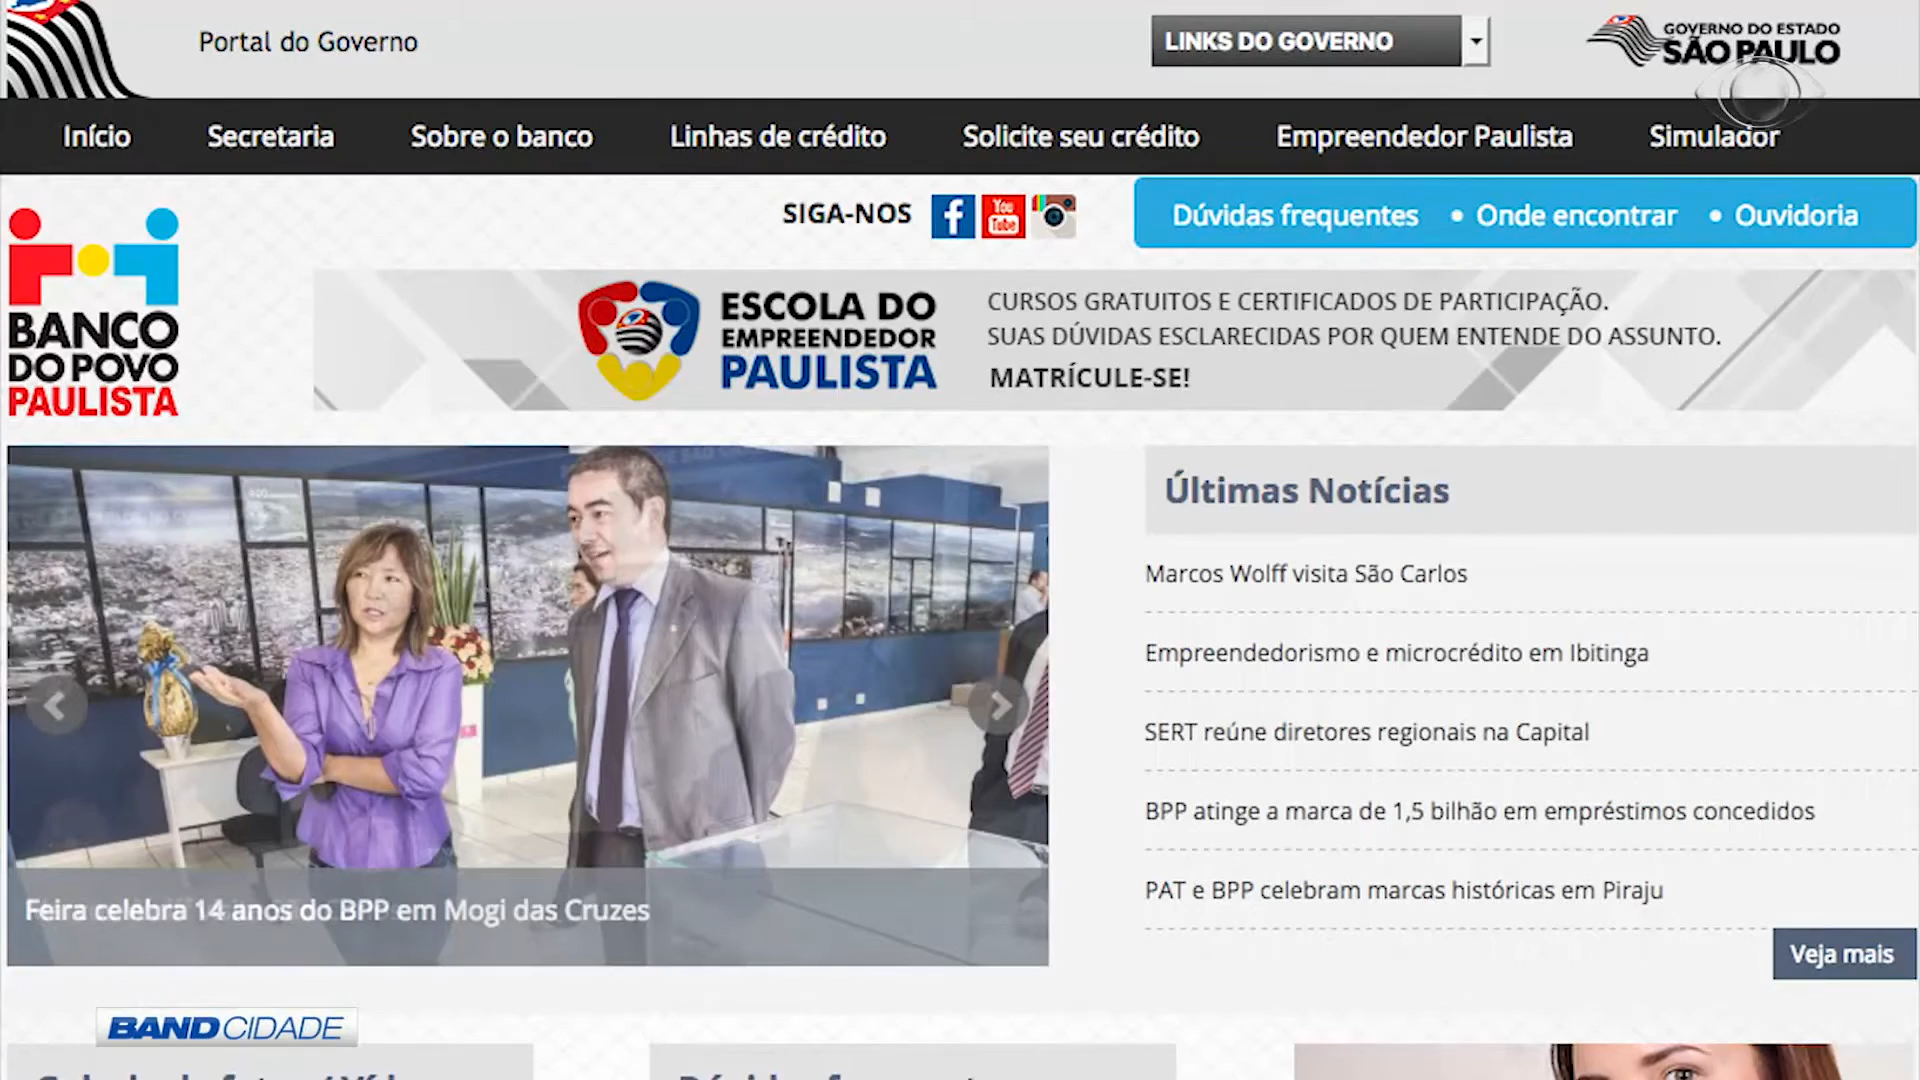 Portal do Governo
LINKS DO GOVERNO
GOVERNO DO ESTADO
SÃO PAULO
Início
Secretaria
Sobre o banco
Linhas de crédito
Solicite seu crédito
Empreendedor Paulista
Simulador
SIGA-NOS
You
Tube
Dúvidas frequentes
Onde encontrar
Ouvidoria
BANCO
DO POVO
PAULISTA
ESCOLA DO
EMPREENDEDOR
PAULISTA
CURSOS GRATUITOS E CERTIFICADOS DE PARTICIPAÇÃO.
SUAS DÚVIDAS ESCLARECIDAS POR QUEM ENTENDE DO ASSUNTO.
MATRÍCULE-SE!
Feira celebra 14 anos do BPP em Mogi das Cruzes
Últimas Notícias
Marcos Wolff visita São Carlos
Empreendedorismo e microcrédito em Ibitinga
SERT reúne diretores regionais na Capital
BPP atinge a marca de 1,5 bilhão em empréstimos concedidos
PAT e BPP celebram marcas históricas em Piraju
Veja mais
BAND CIDADE